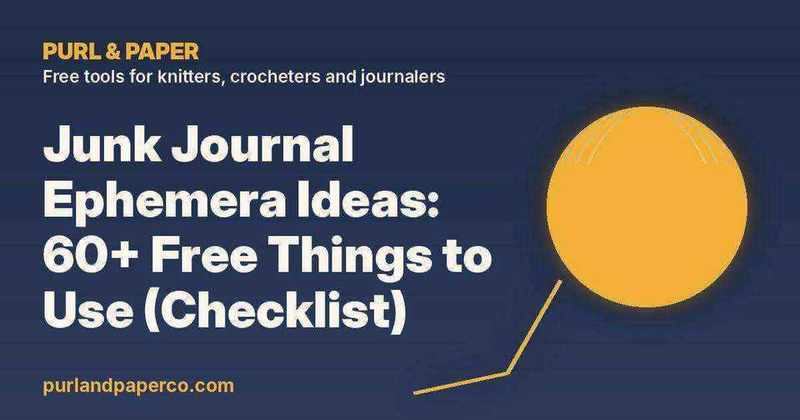 PURL & PAPER
Free tools for knitters, crocheters and journalers
Junk Journal
Ephemera Ideas:
60+ Free Things to
Use (Checklist)
purlandpaperco.com